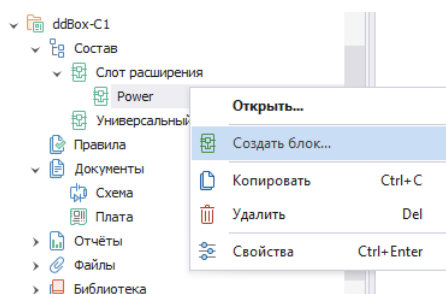 ddBox-C1
Состав
Слот расширения
Power
Открыть...
Универсальный
Создать блок...
Правила
Документы
Копировать Ctrl+C
Схема
Удалить Del
Плата
Отчёты
Свойства Ctrl+Enter
Файлы
Библиотека